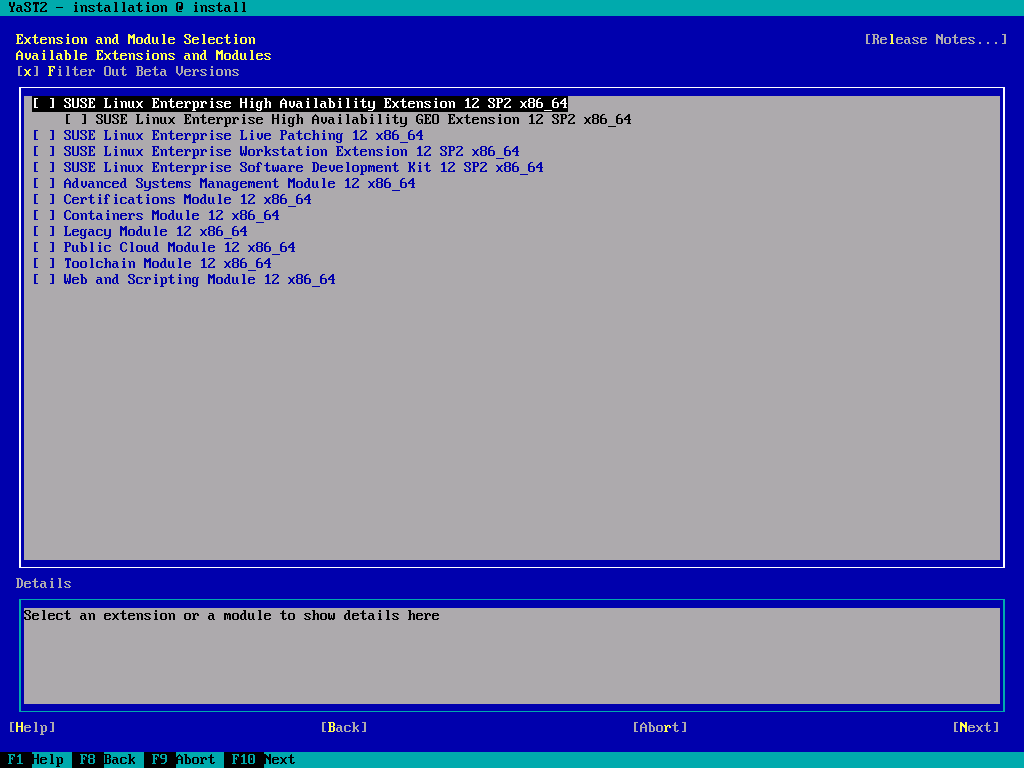 YaST2 - installation @ install
Extension and Module Selection [Release Notes...]
Available Extensions and Modules
[x] Filter Out Beta Versions
[ ] SUSE Linux Enterprise High Availability Extension 12 SP2 x86_64
[ ] SUSE Linux Enterprise High Availability GEO Extension 12 SP2 x86_64
[ ] SUSE Linux Enterprise Live Patching 12 x86_64
[ ] SUSE Linux Enterprise Workstation Extension 12 SP2 x86_64
[ ] SUSE Linux Enterprise Software Development Kit 12 SP2 x86_64
[ ] Advanced Systems Management Module 12 x86_64
[ ] Certifications Module 12 x86_64
[ ] Containers Module 12 x86_64
[ ] Legacy Module 12 x86_64
[ ] Public Cloud Module 12 x86_64
[ ] Toolchain Module 12 x86_64
[ ] Web and Scripting Module 12 x86_64
Details
Select an extension or a module to show details here
[Help] [Back] [Abort] [Next]
F1 Help F8 Back F9 Abort F10 Next